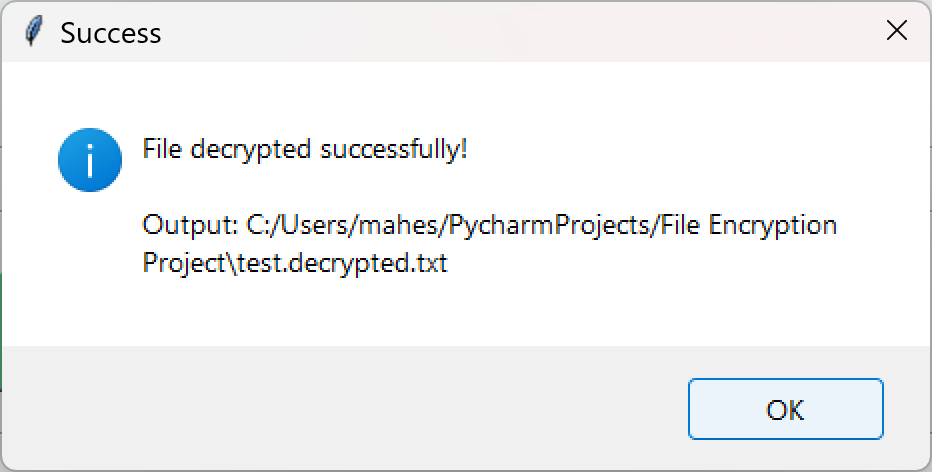 Success
File decrypted successfully!
Output: C:/Users/mahes/PycharmProjects/File Encryption
Project\test.decrypted.txt
OK